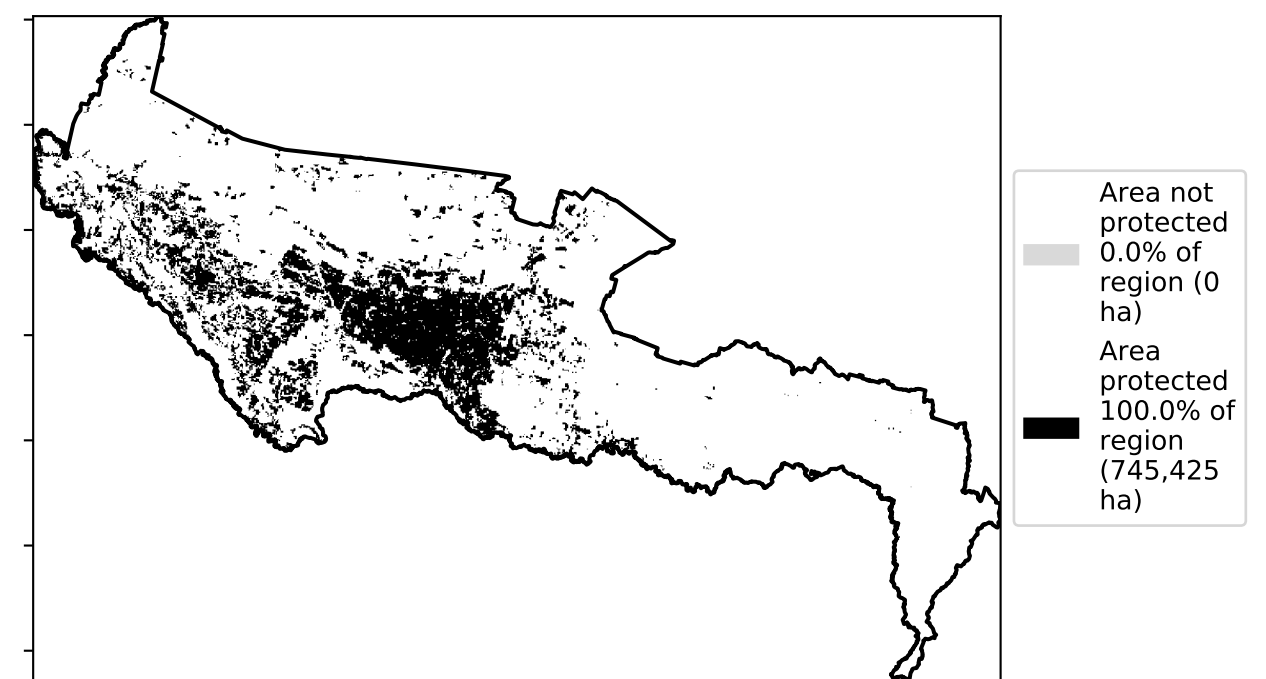 Area not
protected
0.0% of
region (0
ha)
Area
protected
100.0% of
region
(745,425
ha)